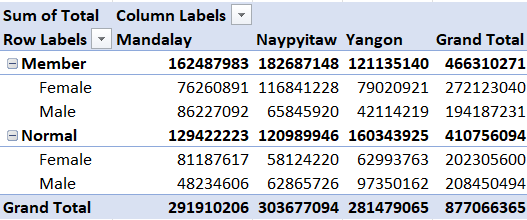 Sum of Total Column Labels
Row Labels Mandalay Naypyitaw Yangon Grand Total
Member 162487983 182687148 121135140 466310271
Female 76260891 116841228 79020921 272123040
Male 86227092 65845920 42114219 194187231
Normal 129422223 120989946 160343925 410756094
Female 81187617 58124220 62993763 202305600
Male 48234606 62865726 97350162 208450494
Grand Total 291910206 303677094 281479065 877066365